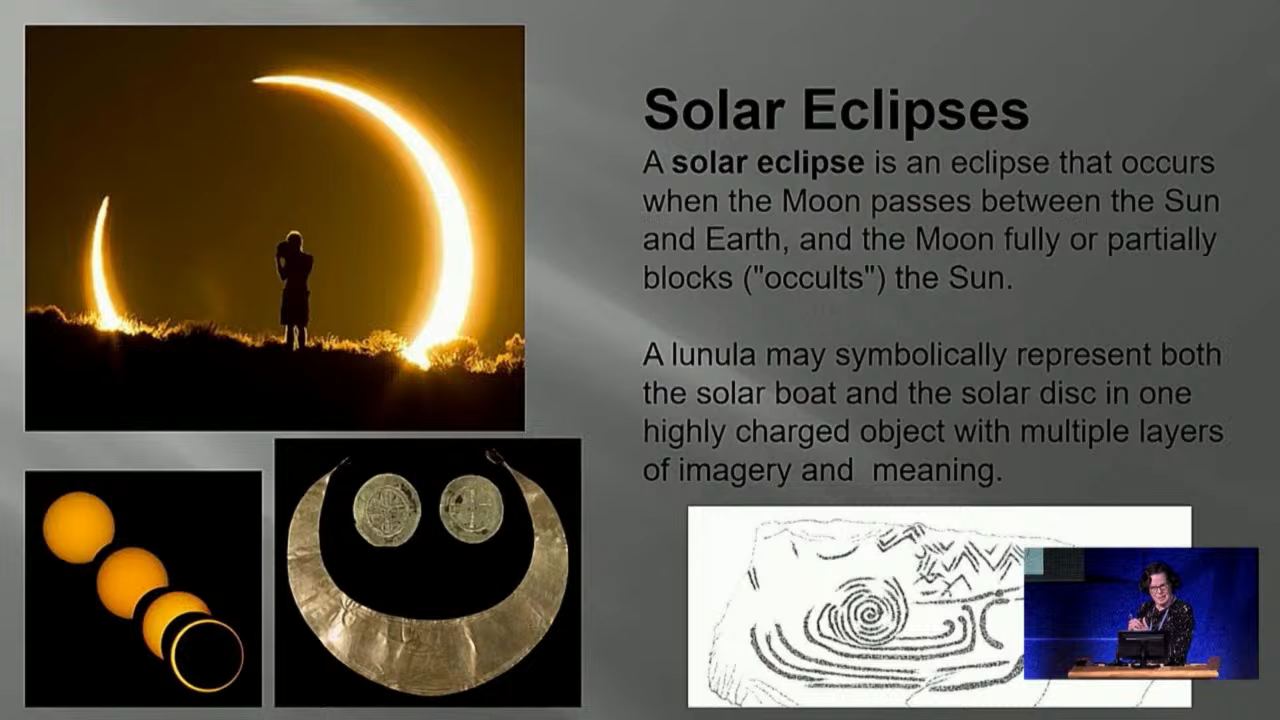 Solar Eclipses
A solar eclipse is an eclipse that occurs
when the Moon passes between the Sun
and Earth, and the Moon fully or partially
blocks ("occults") the Sun.
A lunula may symbolically represent both
the solar boat and the solar disc in one
highly charged object with multiple layers
of imagery and  meaning.